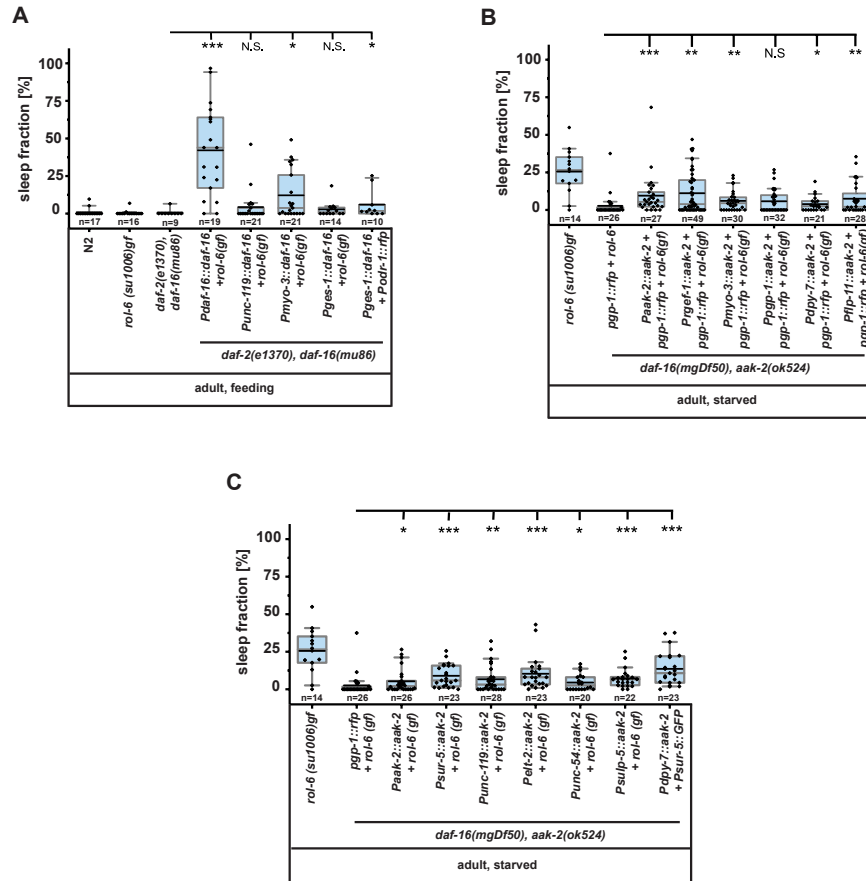 A
*** N.S. * N.S. *
100
75
50
25
0
sleep fraction [%]
n=17 n=16 n=9 n=19 n=21 n=21 n=14 n=10
N2
rol-6 (su1006)gf
daf-2(e1370),
daf-16(mu86)
Pdaf-16::daf-16
+rol-6(gf)
Punc-119::daf-16
+rol-6(gf)
Pmyo-3::daf-16
+rol-6(gf)
Pges-1::daf-16
+rol-6(gf)
Pges-1::daf-16
+ Podr-1::rfp
daf-2(e1370), daf-16(mu86)
adult, feeding
B
*** ** ** N.S * **
100
75
50
25
0
sleep fraction [%]
n=14 n=26 n=27 n=49 n=30 n=32 n=21 n=28
rol-6 (su1006)gf
pgp-1::rfp + rol-6
Paak-2::aak-2 +
pgp-1::rfp + rol-6(gf)
Prgef-1::aak-2 +
pgp-1::rfp + rol-6(gf)
Pmyo-3::aak-2 +
pgp-1::rfp + rol-6(gf)
Ppgp-1::aak-2 +
pgp-1::rfp + rol-6(gf)
Pdpy-7::aak-2 +
pgp-1::rfp + rol-6(gf)
Pflp-11::aak-2 +
pgp-1::rfp + rol-6(gf)
daf-16(mgDf50), aak-2(ok524)
adult, starved
C
* *** ** *** * *** ***
100
75
50
25
0
sleep fraction [%]
n=14 n=26 n=26 n=23 n=28 n=23 n=20 n=22 n=23
rol-6 (su1006)gf
pgp-1::rfp
+ rol-6 (gf)
Paak-2::aak-2
+ rol-6 (gf)
Psur-5::aak-2
+ rol-6 (gf)
Punc-119::aak-2
+ rol-6 (gf)
Pelt-2::aak-2
+ rol-6 (gf)
Punc-54::aak-2
+ rol-6 (gf)
Psulp-5::aak-2
+ rol-6 (gf)
Pdpy-7::aak-2
+ Psur-5::GFP
daf-16(mgDf50), aak-2(ok524)
adult, starved